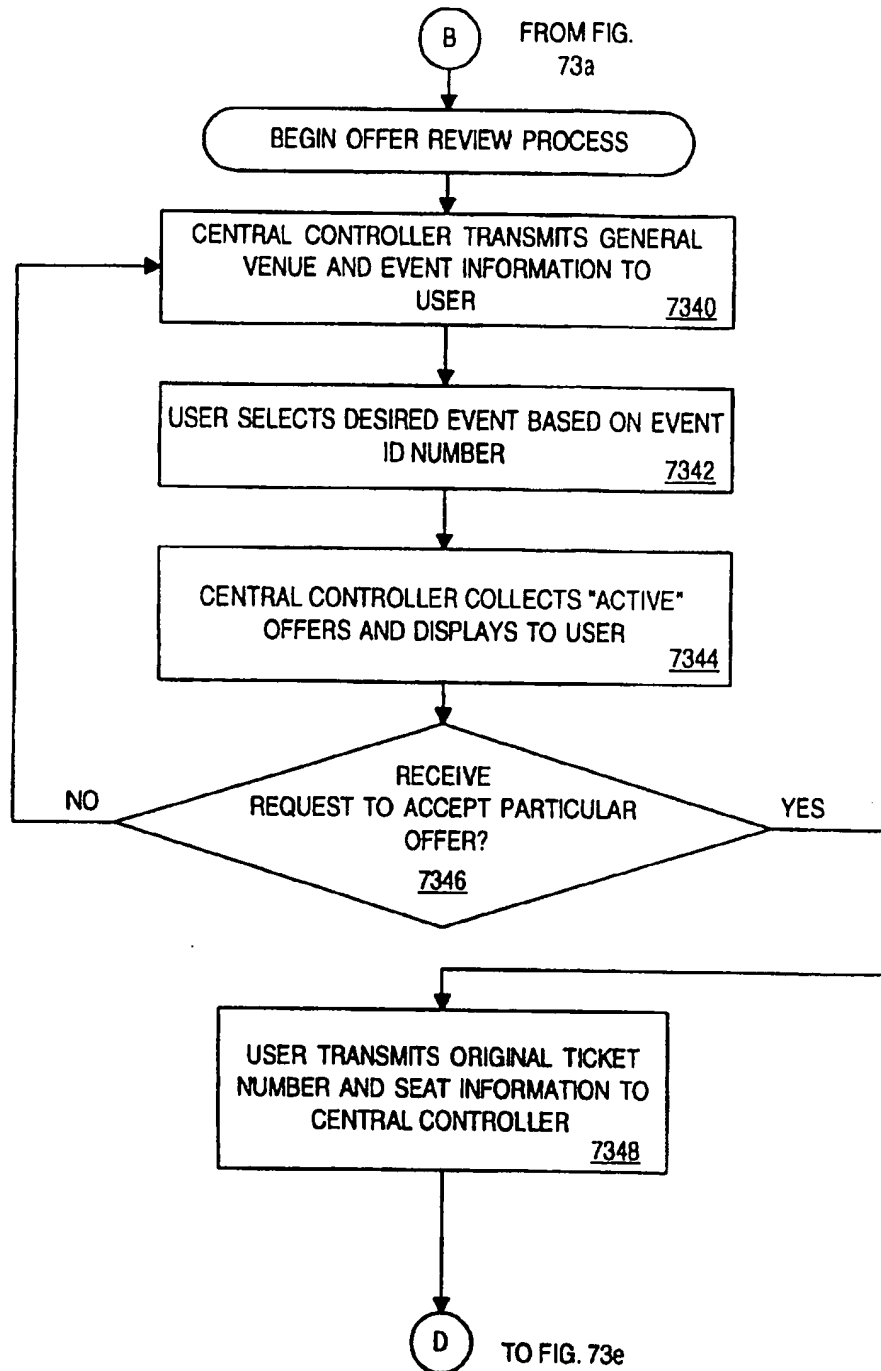 B
FROM FIG.
73a
BEGIN OFFER REVIEW PROCESS
CENTRAL CONTROLLER TRANSMITS GENERAL
VENUE AND EVENT INFORMATION TO
USER
7340
USER SELECTS DESIRED EVENT BASED ON EVENT
ID NUMBER
7342
CENTRAL CONTROLLER COLLECTS "ACTIVE"
OFFERS AND DISPLAYS TO USER
7344
RECEIVE
REQUEST TO ACCEPT PARTICULAR
OFFER?
7346
NO
YES
USER TRANSMITS ORIGINAL TICKET
NUMBER AND SEAT INFORMATION TO
CENTRAL CONTROLLER
7348
D
TO FIG. 73e